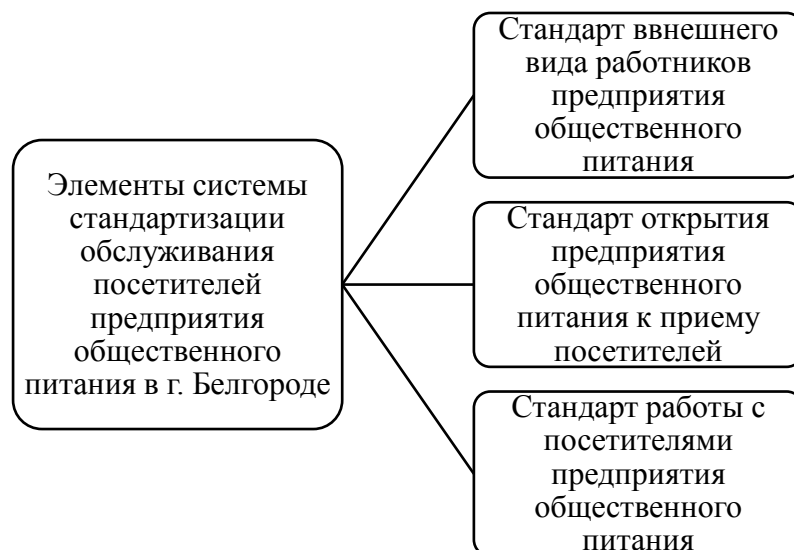 Элементы системы
стандартизации
обслуживания
посетителей
предприятия
общественного
питания в г. Белгороде
Стандарт ввнешнего
вида работников
предприятия
общественного
питания
Стандарт открытия
предприятия
общественного
питания к приему
посетителей
Стандарт работы с
посетителями
предприятия
общественного
питания